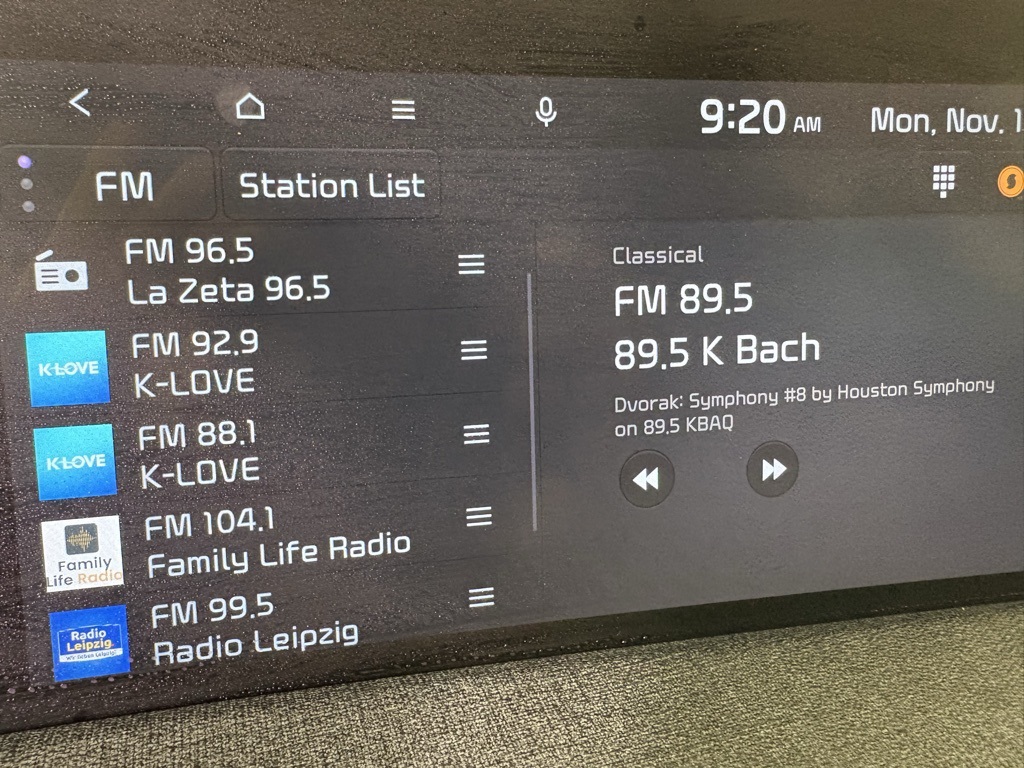 9:20 AM
Mon, Nov. 1
FM
Station List
FM 96.5
La Zeta 96.5
K-LOVE
FM 92.9
K-LOVE
K-LOVE
FM 88.1
K-LOVE
Family
Life Radio
FM 104.1
Family Life Radio
Radio
Leipzig
Wir lieben Leipzig!
FM 99.5
Radio Leipzig
Classical
FM 89.5
89.5 K Bach
Dvorak: Symphony #8 by Houston Symphony
on 89.5 KBAQ